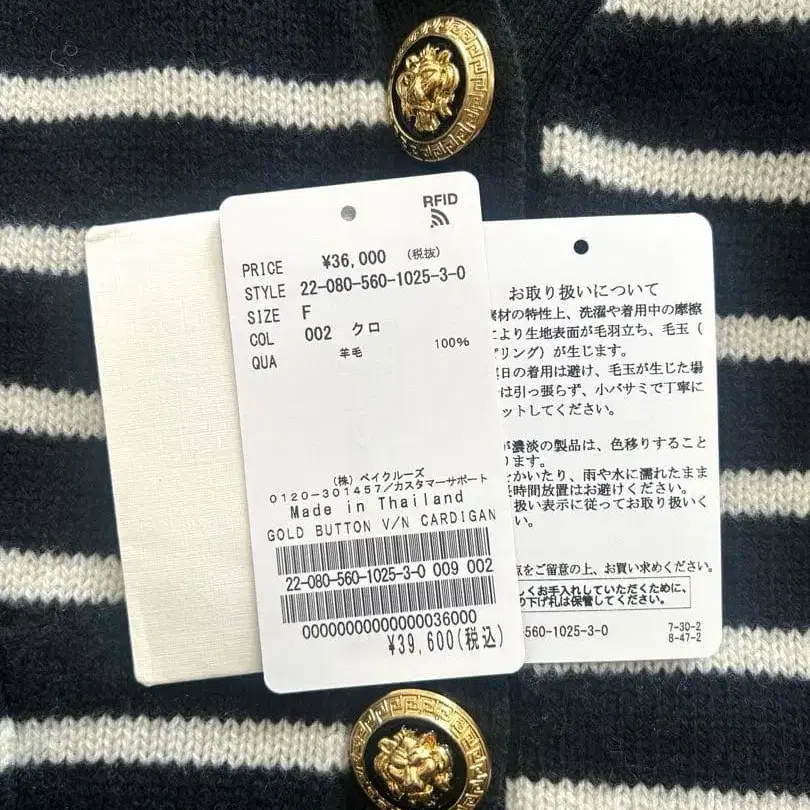 RFID
PRICE ¥36,000 (税抜)
STYLE 22-080-560-1025-3-0
SIZE F
COL 002 クロ
QUA 羊毛 100%
(株) ベイクルーズ
0120-301457/カスタマーサポート
Made in Thailand
GOLD BUTTON V/N CARDIGAN
22-080-560-1025-3-0 009 002
00000000000000036000
¥39,600(税込)
お取り扱いについて
素材の特性上、洗濯や着用中の摩擦
により生地表面が毛羽立ち、毛玉(
リング)が生じます。
日の着用は避け、毛玉が生じた場
は引っ張らず、小バサミで丁寧に
ットしてください。
濃淡の製品は、色移りすること
ります。
をかいたり、雨や水に濡れたまま
時間放置はお避けください。
扱い表示に従ってお取り扱いく
い。
点をご留意の上、お買い求めください。
くお手入れしていただくために、
の下げ札は保管してください。
560-1025-3-0
7-30-2
8-47-2